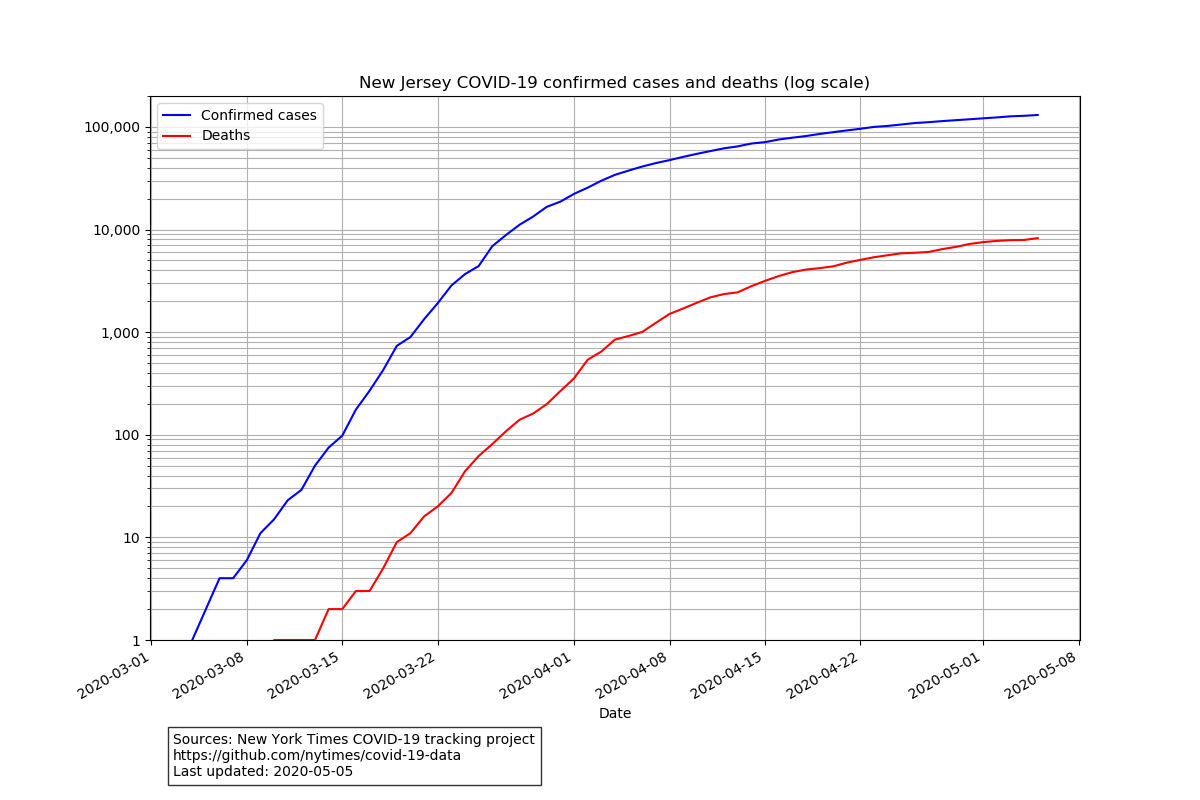 New Jersey COVID-19 confirmed cases and deaths (log scale)
Confirmed cases
Deaths
100,000
10,000
1,000
100
10
1
2020-03-01
2020-03-08
2020-03-15
2020-03-22
2020-04-01
2020-04-08
2020-04-15
2020-04-22
2020-05-01
2020-05-08
Date
Sources: New York Times COVID-19 tracking project
https://github.com/nytimes/covid-19-data
Last updated: 2020-05-05